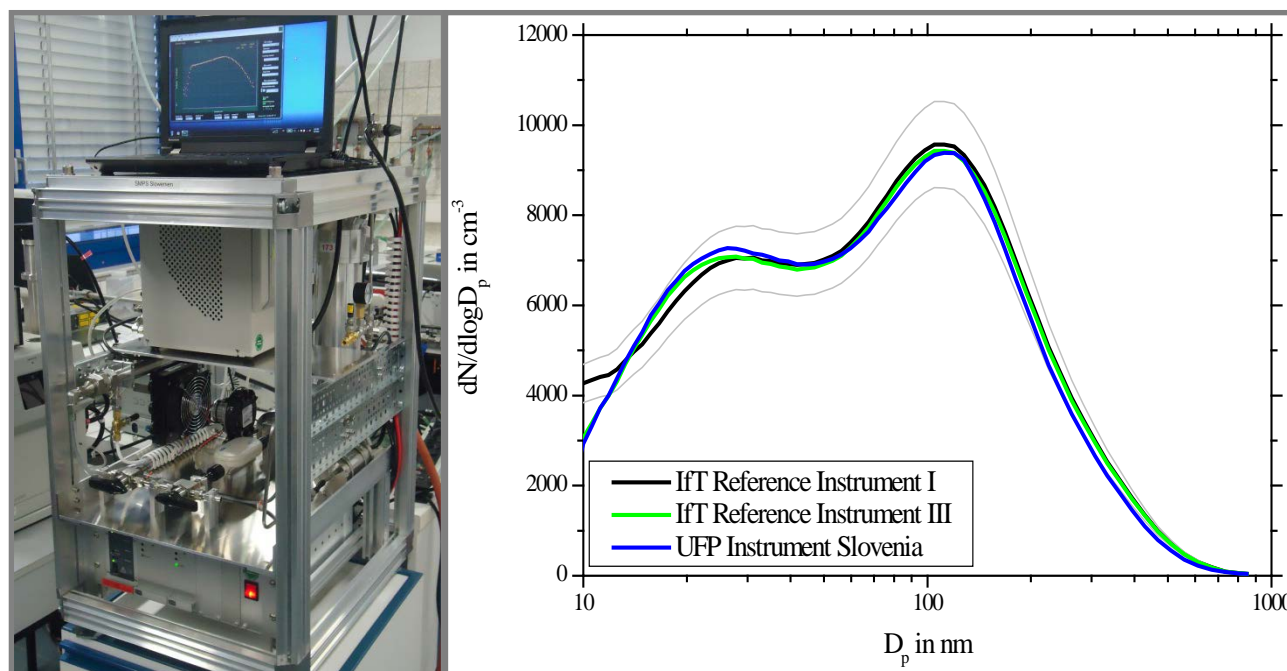 SMPS Slovenien
173
12000
10000
8000
6000
4000
2000
0
dN/dlogD_p in cm^-3
IfT Reference Instrument I
IfT Reference Instrument III
UFP Instrument Slovenia
10
100
1000
D_p in nm